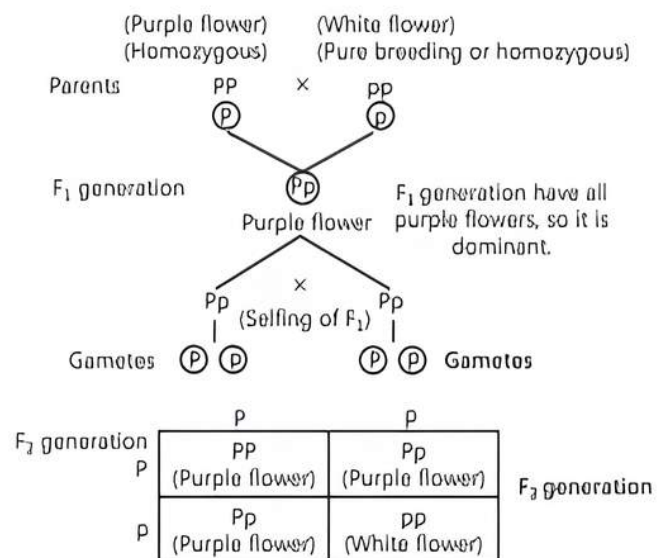 (Purple flower) (White flower)
(Homozygous) (Pure breeding or homozygous)
Parents PP × pp
P p
F₁ generation Pp
Purple flower
F₁ generation have all
purple flowers, so it is
dominant.
Pp × Pp
(Selfing of F₁)
Gametes P p P p Gametes
P p
F₂ generation
P PP Pp
(Purple flower) (Purple flower)
F₂ generation
p Pp pp
(Purple flower) (White flower)